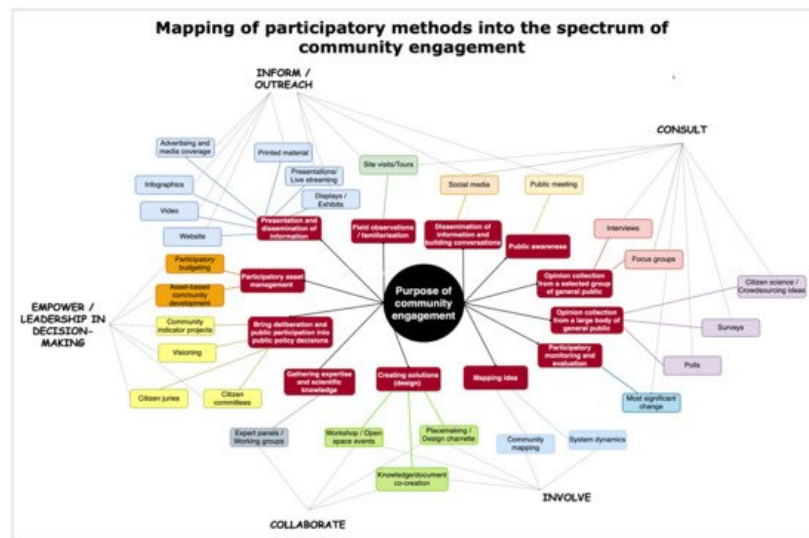 Mapping of participatory methods into the spectrum of
community engagement
INFORM /
OUTREACH
CONSULT
Advertising and
media coverage
Printed material
Site visits/Tours
Presentations/
Live streaming
Infographics
Social media
Public meeting
Displays /
Exhibits
Video
Website
Presentation and
dissemination of
information
Field observations
/ familiarisation
Dissemination of
information and
building conversations
Public awareness
Interviews
Focus groups
Participatory
budgeting
Participatory asset
management
Asset-based
community
development
Purpose of
community
engagement
Opinion collection
from a selected group
of general public
Citizen science /
Crowdsourcing ideas
EMPOWER /
LEADERSHIP IN
DECISION-
MAKING
Community
indicator projects
Bring deliberation and
public participation into
public policy decisions
Opinion collection
from a large body of
general public
Surveys
Visioning
Participatory
monitoring and
evaluation
Polls
Gathering expertise
and scientific
knowledge
Creating solutions
(design)
Mapping idea
Citizen juries
Citizen
committees
Most significant
change
Expert panels /
Working groups
Workshop / Open
space events
Placemaking /
Design charrette
Community
mapping
System dynamics
Knowledge/document
co-creation
INVOLVE
COLLABORATE